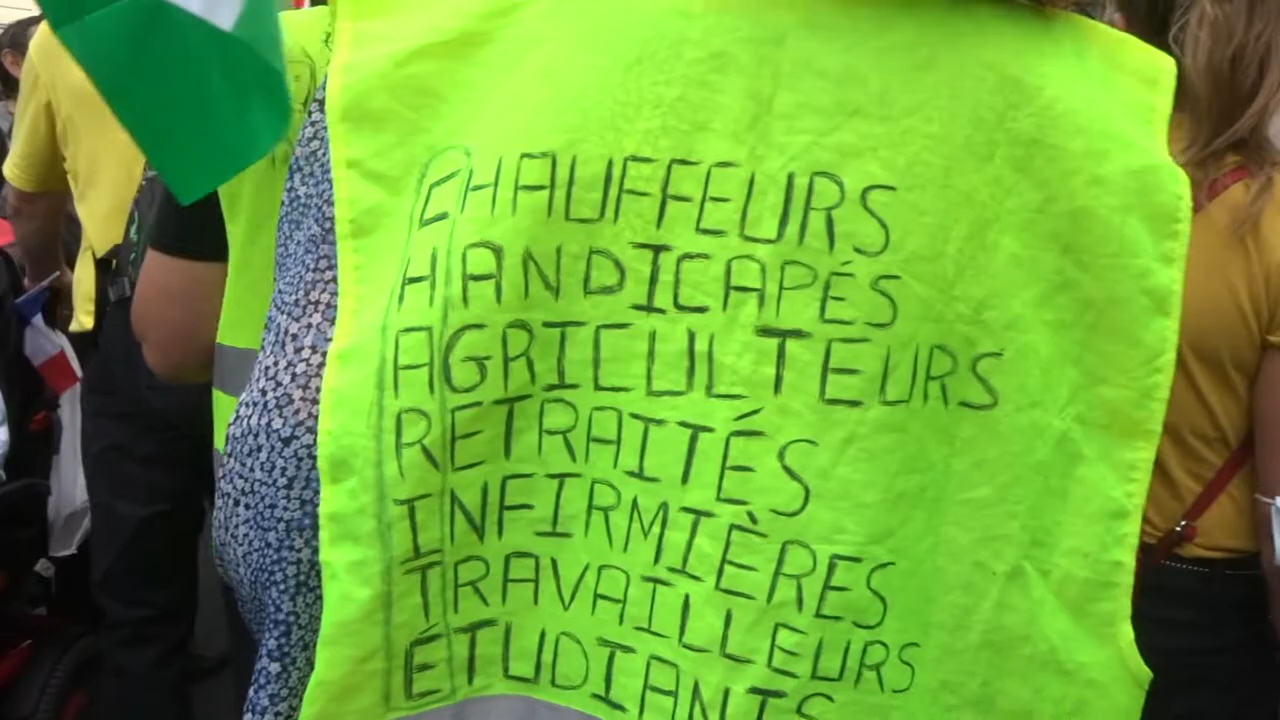 CHAUFFEURS
HANDICAPÉS
AGRICULTEURS
RETRAITÉS
INFIRMIÈRES
TRAVAILLEURS
ÉTUDIANTS